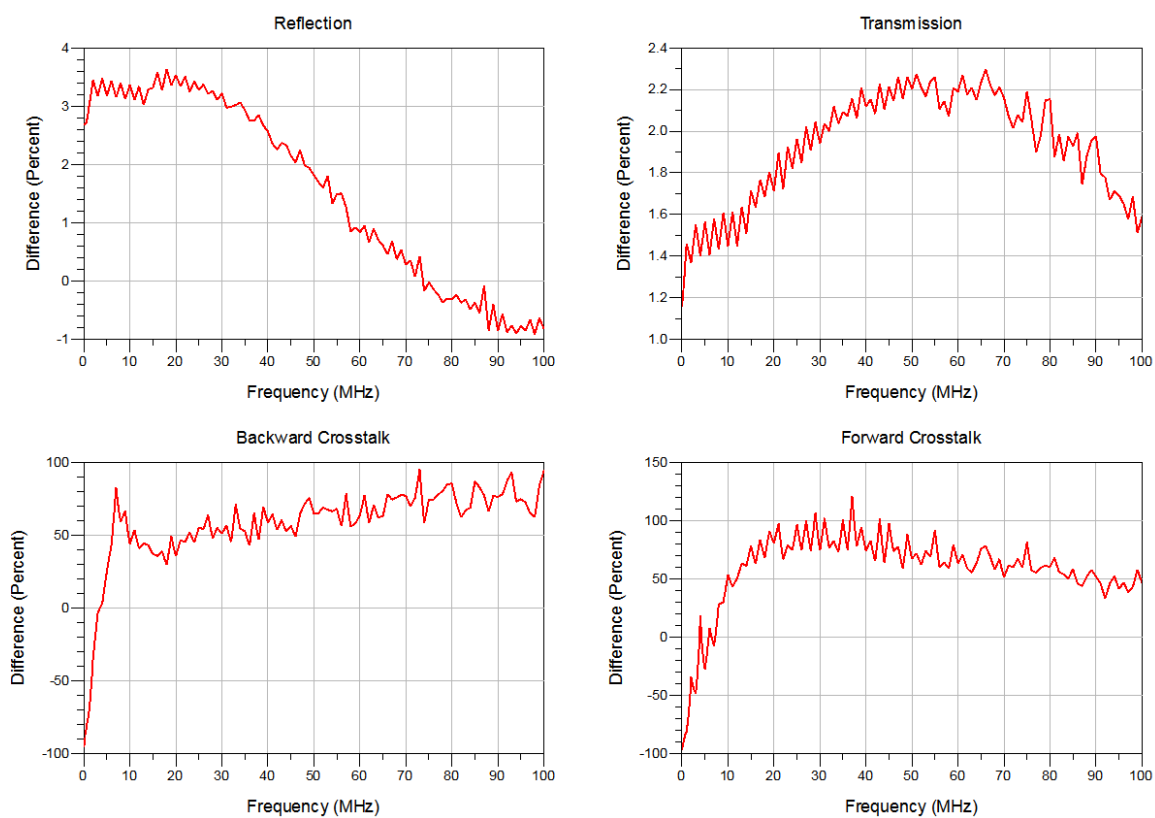 Reflection
Difference (Percent)
4
3
2
1
0
-1
0 10 20 30 40 50 60 70 80 90 100
Frequency (MHz)
Transmission
Difference (Percent)
2.4
2.2
2.0
1.8
1.6
1.4
1.2
1.0
0 10 20 30 40 50 60 70 80 90 100
Frequency (MHz)
Backward Crosstalk
Difference (Percent)
100
50
0
-50
-100
0 10 20 30 40 50 60 70 80 90 100
Frequency (MHz)
Forward Crosstalk
Difference (Percent)
150
100
50
0
-50
-100
0 10 20 30 40 50 60 70 80 90 100
Frequency (MHz)